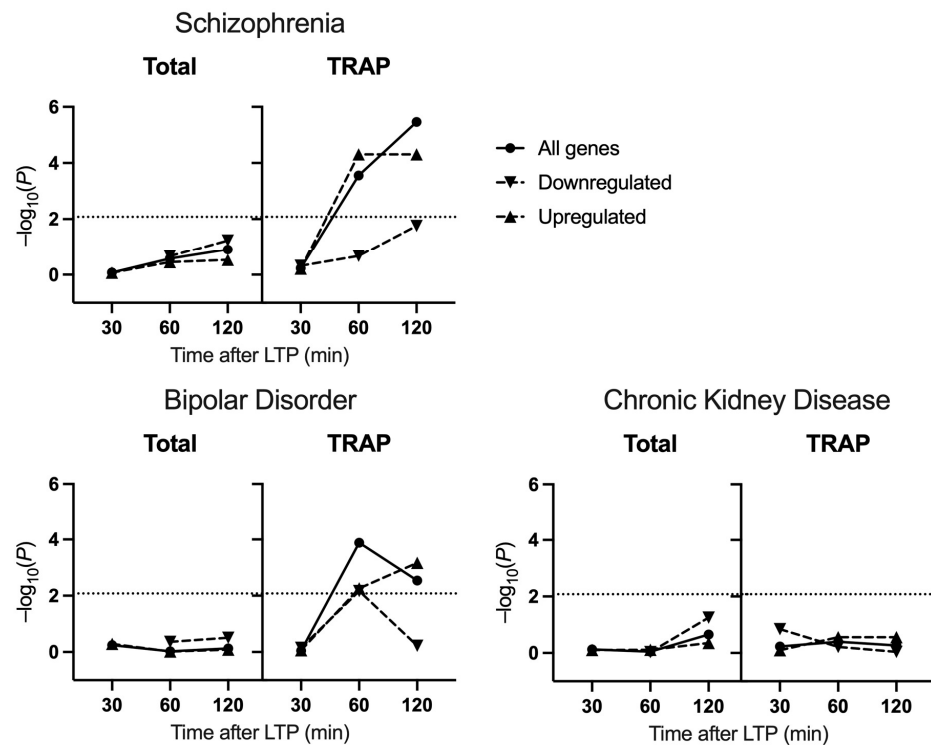 Schizophrenia
Total TRAP
6
4
2
0
–log10(P)
30 60 120 30 60 120
Time after LTP (min)
All genes
Downregulated
Upregulated
Bipolar Disorder
Total TRAP
6
4
2
0
–log10(P)
30 60 120 30 60 120
Time after LTP (min)
Chronic Kidney Disease
Total TRAP
6
4
2
0
–log10(P)
30 60 120 30 60 120
Time after LTP (min)